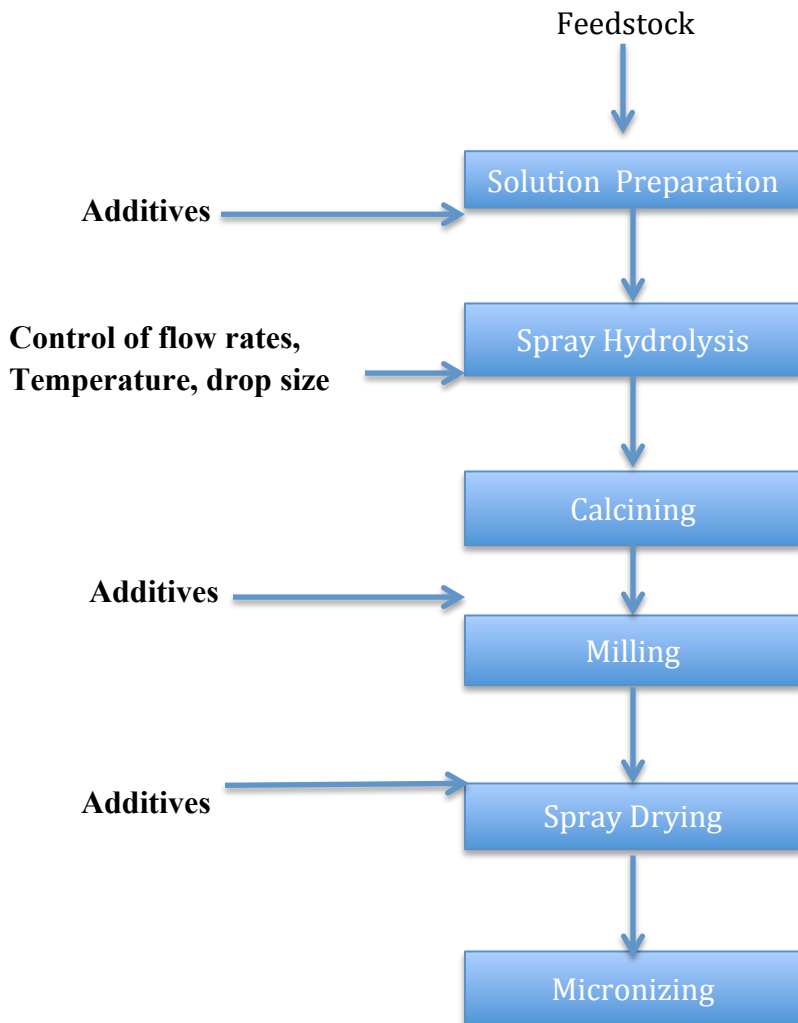 Feedstock
Solution Preparation
Additives
Control of flow rates,
Temperature, drop size
Spray Hydrolysis
Calcining
Additives
Milling
Additives
Spray Drying
Micronizing